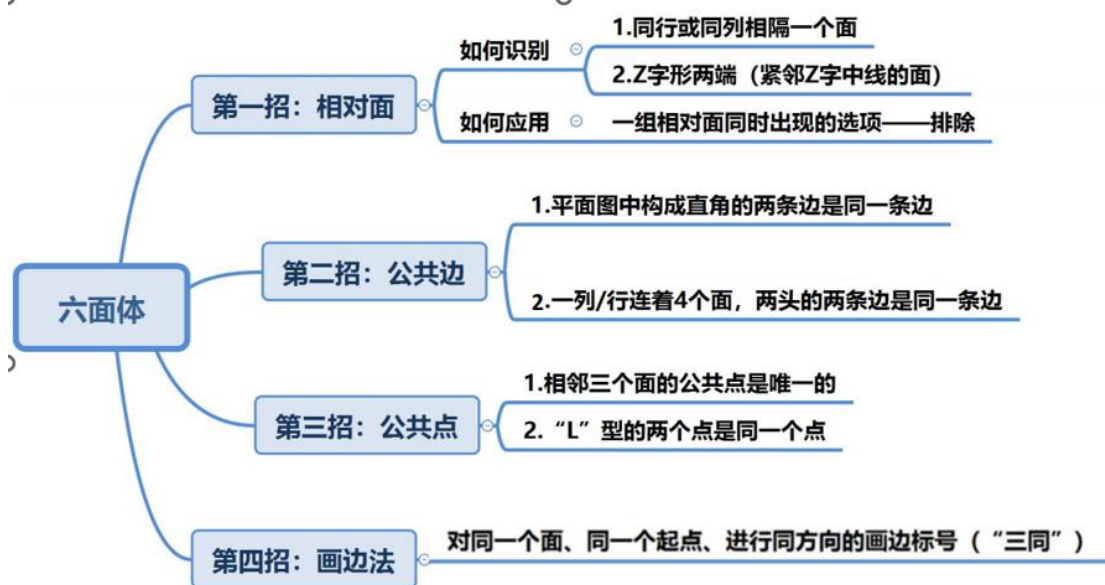 六面体
第一招：相对面
如何识别
1.同行或同列相隔一个面
2.Z字形两端（紧邻Z字中线的面）
如何应用
一组相对面同时出现的选项——排除
第二招：公共边
1.平面图中构成直角的两条边是同一条边
2.一列/行连着4个面，两头的两条边是同一条边
第三招：公共点
1.相邻三个面的公共点是唯一的
2.“L”型的两个点是同一个点
第四招：画边法
对同一个面、同一个起点、进行同方向的画边标号（“三同”）